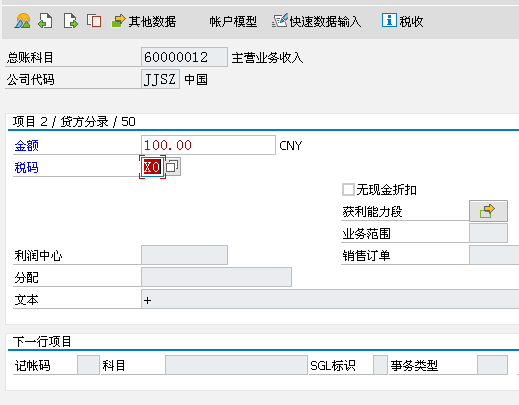 其他数据 帐户模型 快速数据输入 税收
总账科目 60000012 主营业务收入
公司代码 JJSZ 中国
项目 2 / 贷方分录 / 50
金额 100.00 CNY
税码 X0
无现金折扣
获利能力段
业务范围
利润中心 销售订单
分配
文本 +
下一行项目
记帐码 科目 SGL标识 事务类型